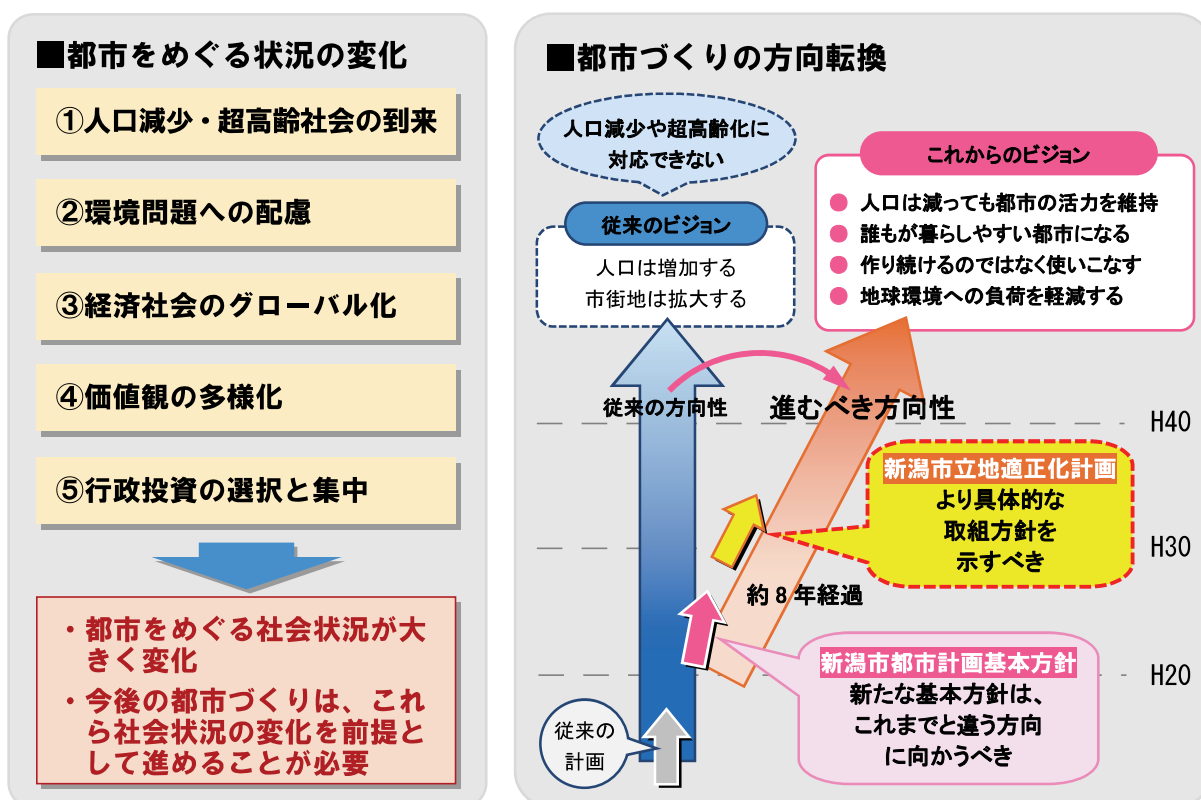 ■都市をめぐる状況の変化
①人口減少・超高齢社会の到来
②環境問題への配慮
③経済社会のグローバル化
④価値観の多様化
⑤行政投資の選択と集中
・都市をめぐる社会状況が大
きく変化
・今後の都市づくりは、これ
ら社会状況の変化を前提と
して進めることが必要
■都市づくりの方向転換
人口減少や超高齢化に
対応できない
従来のビジョン
人口は増加する
市街地は拡大する
これからのビジョン
● 人口は減っても都市の活力を維持
● 誰もが暮らしやすい都市になる
● 作り続けるのではなく使いこなす
● 地球環境への負荷を軽減する
従来の方向性
進むべき方向性
H40
新潟市立地適正化計画
より具体的な
取組方針を
示すべき
H30
約8年経過
新潟市都市計画基本方針
新たな基本方針は、
これまでと違う方向
に向かうべき
H20
従来の
計画